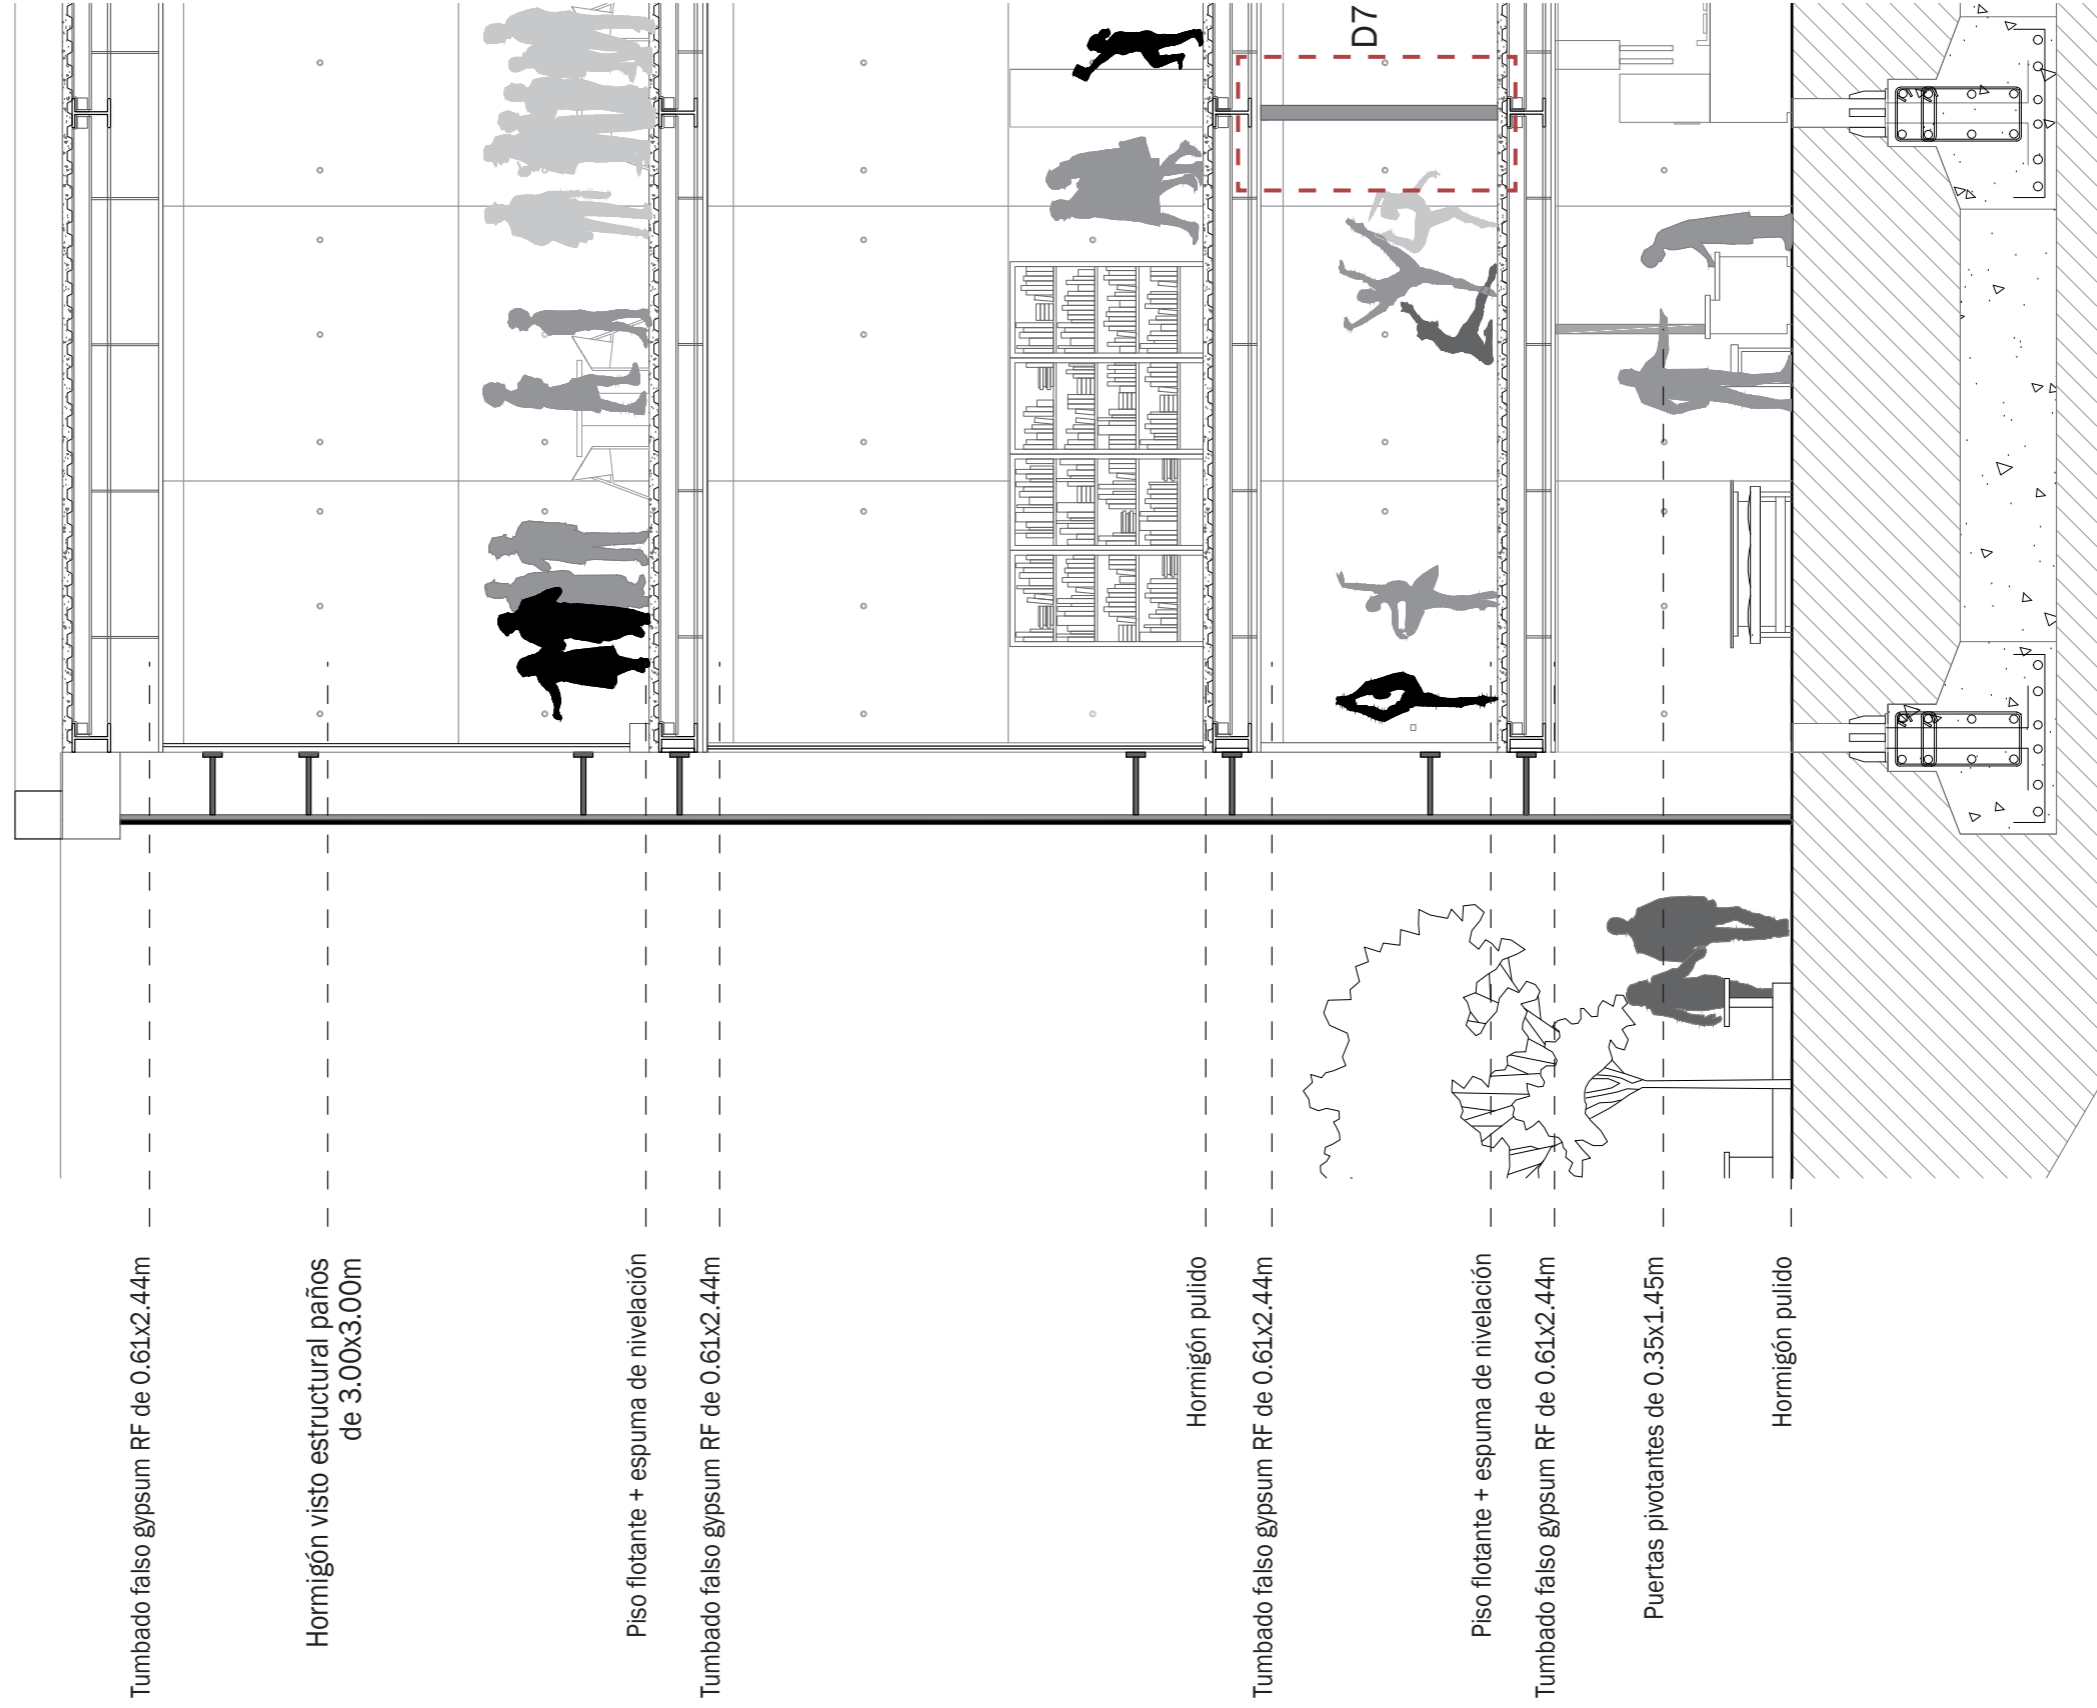 D7
Tumbado falso gypsum RF de 0.61x2.44m
Hormigón visto estructural paños
de 3.00x3.00m
Piso flotante + espuma de nivelación
Tumbado falso gypsum RF de 0.61x2.44m
Hormigón pulido
Tumbado falso gypsum RF de 0.61x2.44m
Piso flotante + espuma de nivelación
Tumbado falso gypsum RF de 0.61x2.44m
Puertas pivotantes de 0.35x1.45m
Hormigón pulido